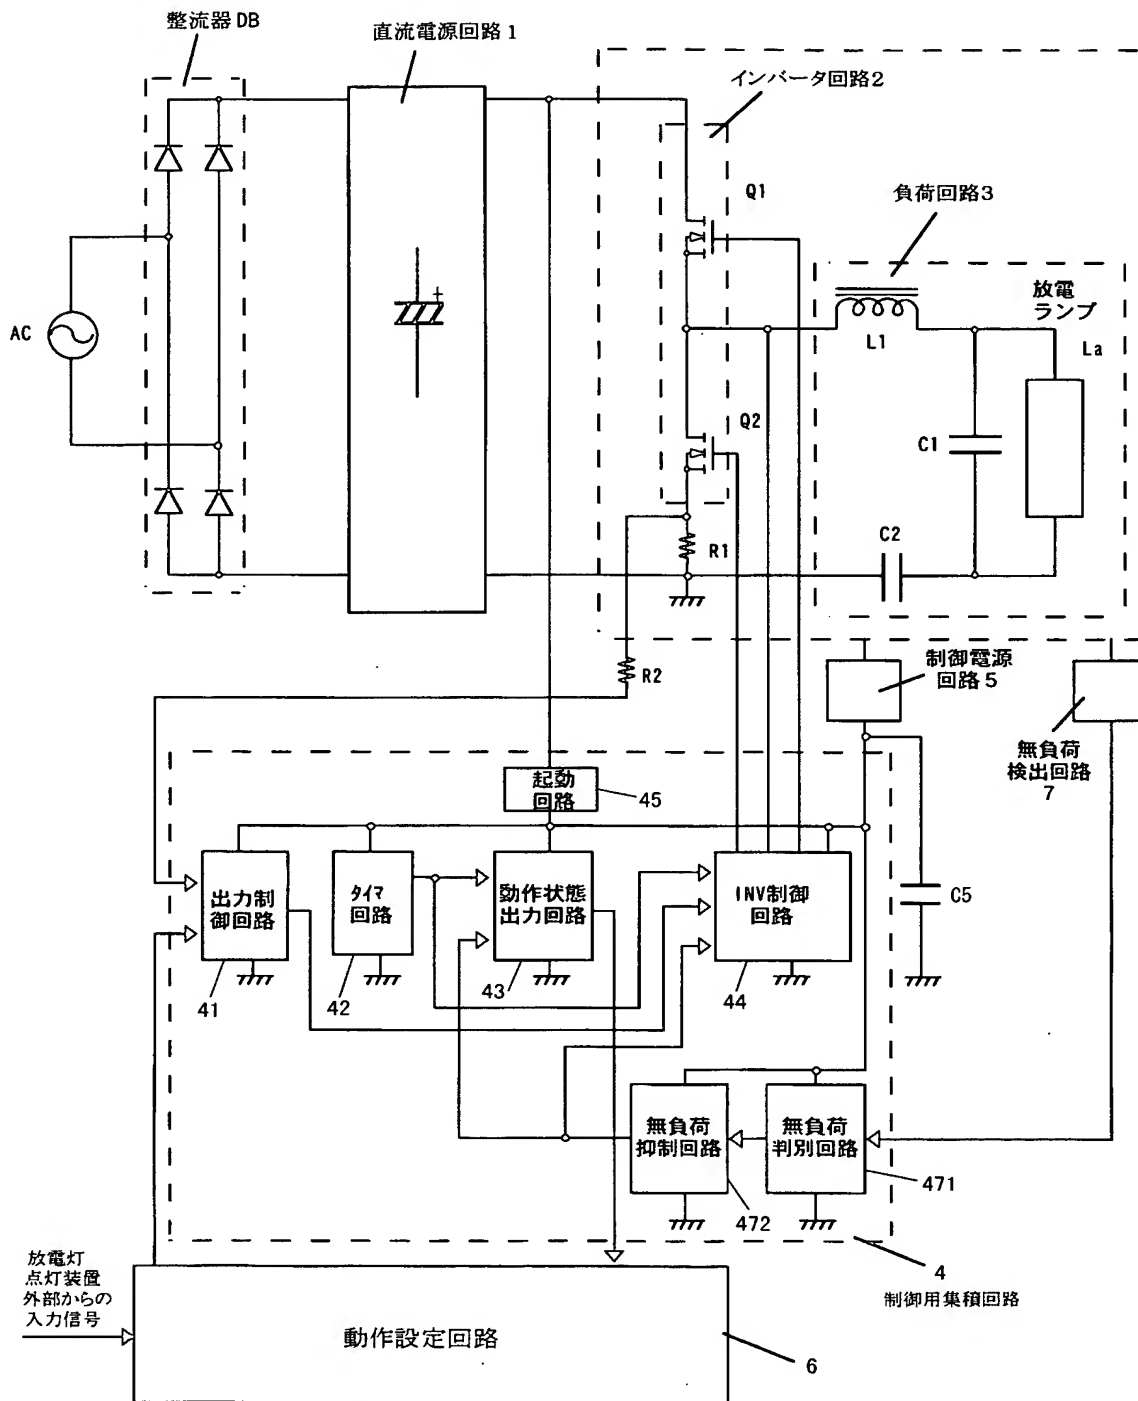 整流器 DB
直流電源回路 1
インバータ回路2
Q1
負荷回路3
放電
ランプ
La
AC
L1
Q2
C1
R1
C2
R2
制御電源
回路 5
無負荷
検出回路
7
起動
回路
45
出力制
御回路
タイマ
回路
動作状態
出力回路
INV制御
回路
C5
41
42
43
44
無負荷
抑制回路
無負荷
判別回路
471
472
4
制御用集積回路
放電灯
点灯装置
外部からの
入力信号
動作設定回路
6
+